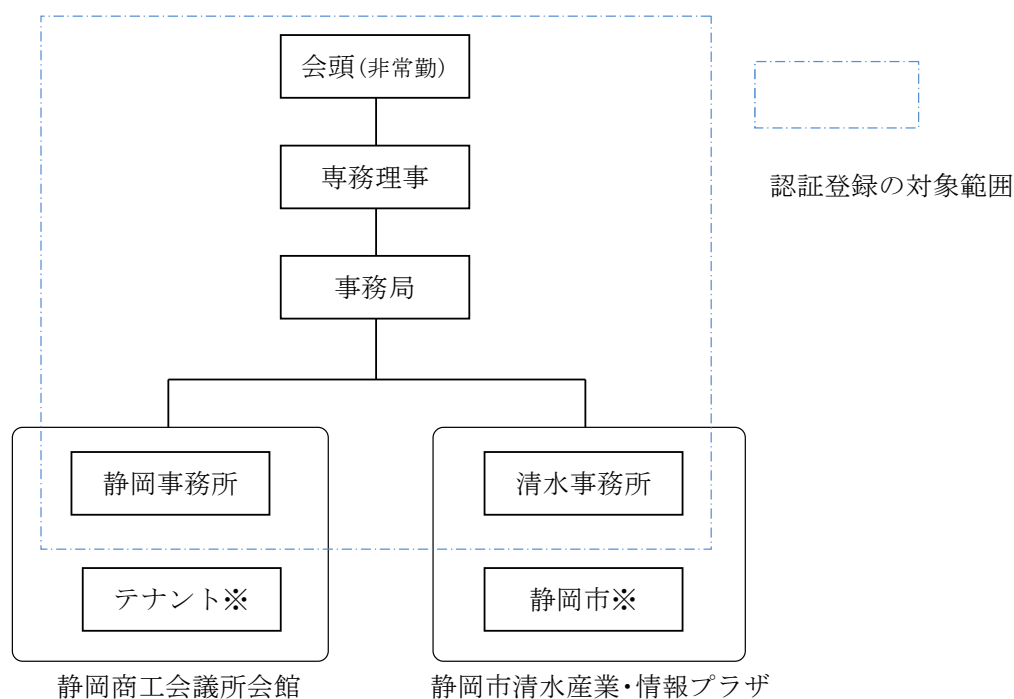 会頭(非常勤)
認証登録の対象範囲
専務理事
事務局
静岡事務所
清水事務所
テナント※
静岡市※
静岡商工会議所会館
静岡市清水産業･情報プラザ